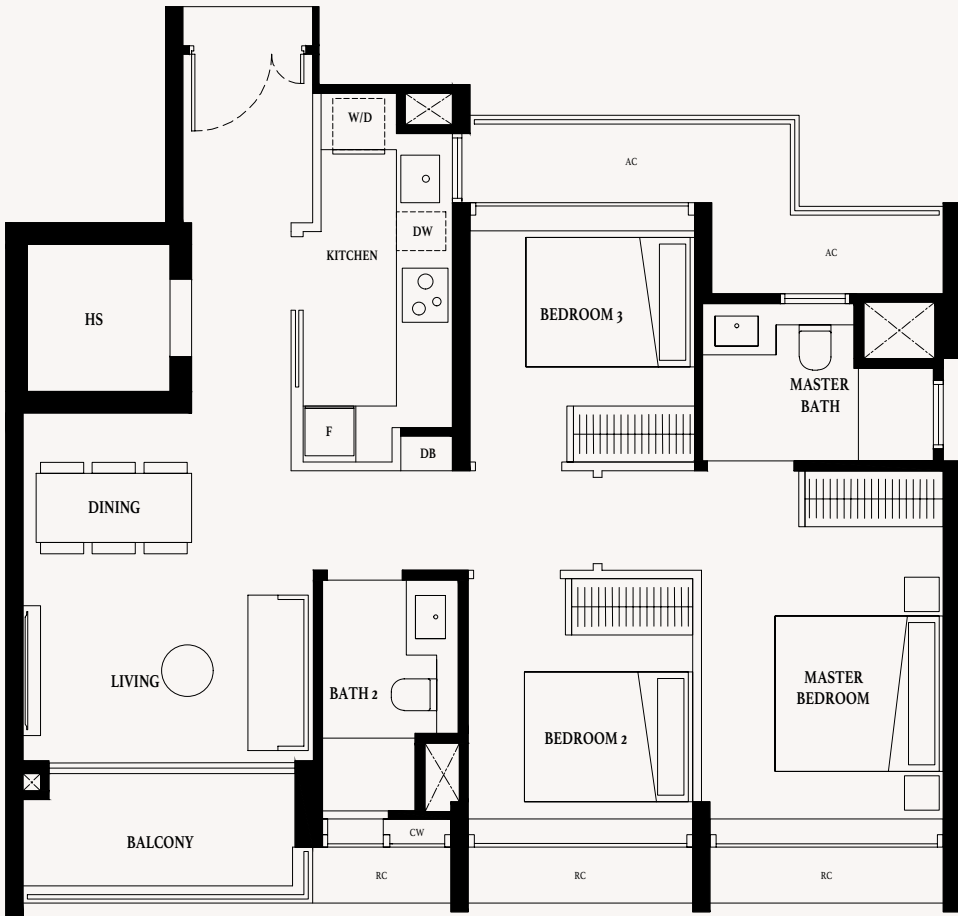 W/D
AC
DW
KITCHEN
AC
HS
BEDROOM 3
MASTER
BATH
F
DB
DINING
LIVING
BATH 2
MASTER
BEDROOM
BEDROOM 2
CW
BALCONY
RC
RC
RC